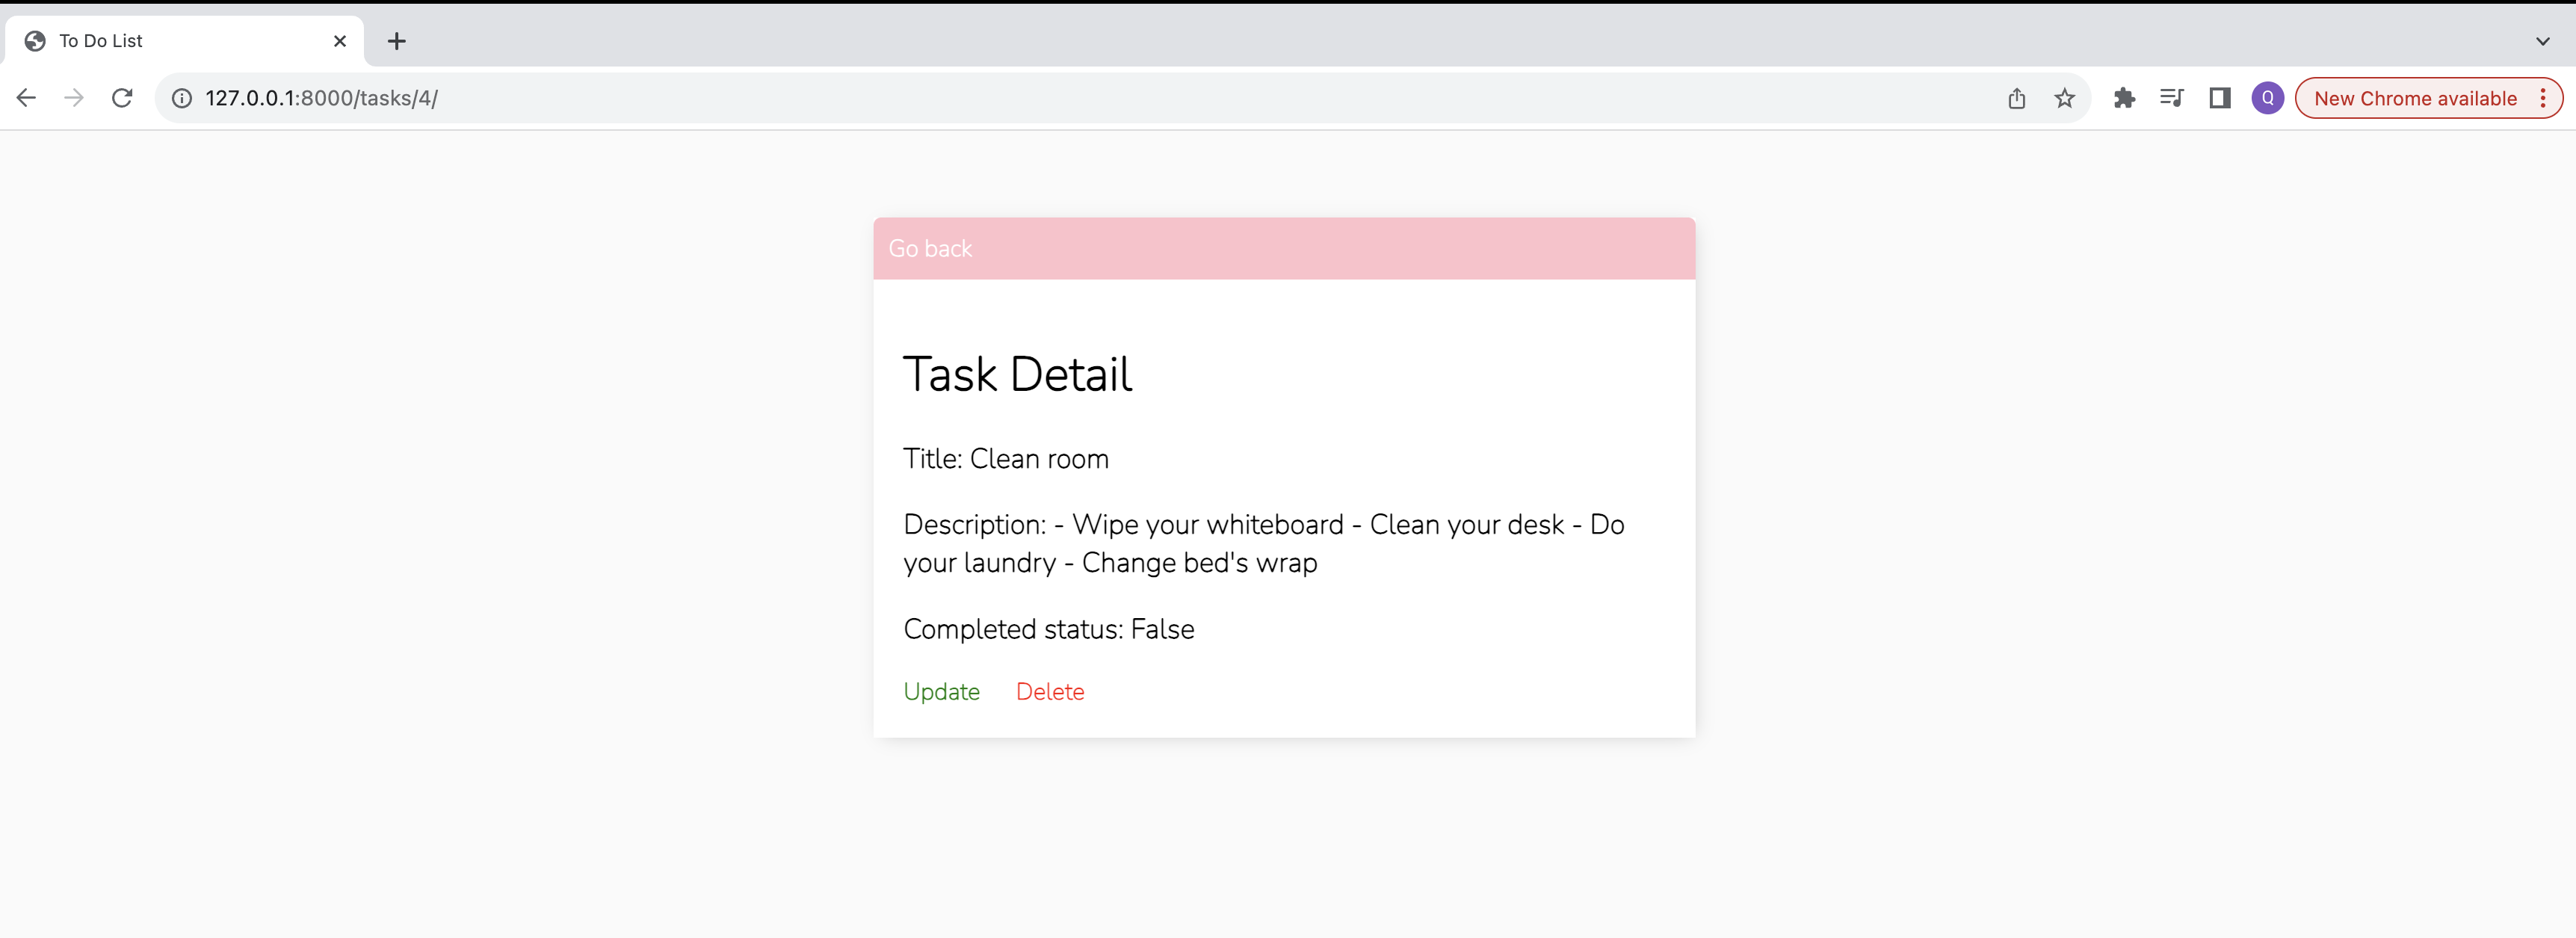 To Do List
127.0.0.1:8000/tasks/4/
Q
New Chrome available
Go back
Task Detail
Title: Clean room
Description: - Wipe your whiteboard - Clean your desk - Do
your laundry - Change bed's wrap
Completed status: False
Update Delete